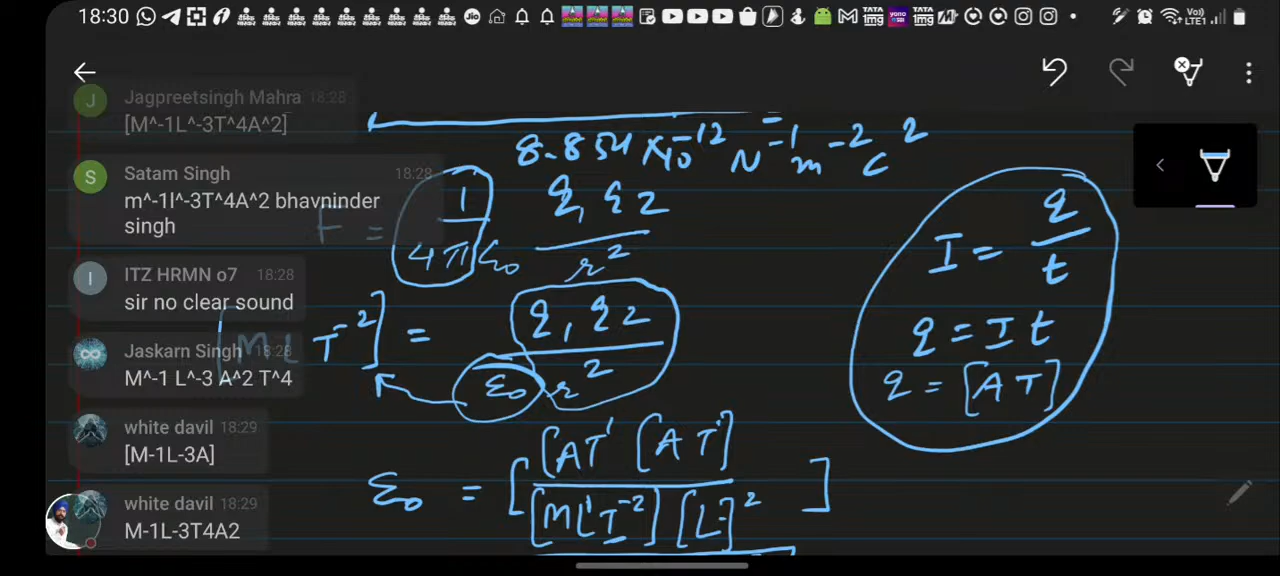 18:30
Jagpreetsingh Mahra 18:28
[M^-1L^-3T^4A^2]
Satam Singh 18:28
m^-1l^-3T^4A^2 bhavninder
singh
ITZ HRMN o7 18:28
sir no clear sound
Jaskarn Singh 18:28
M^-1 L^-3 A^2 T^4
white davil 18:29
[M-1L-3A]
white davil 18:29
M-1L-3T4A2
8.854 × 10⁻¹² N⁻¹ m⁻² C²
F = 1/4πε₀ q₁q₂/r²
[ML T⁻²] = q₁q₂/ε₀r²
ε₀ = [[AT¹ [AT¹]/[ML¹T⁻²] [L]²]
I = q/t
q = It
q = [AT]